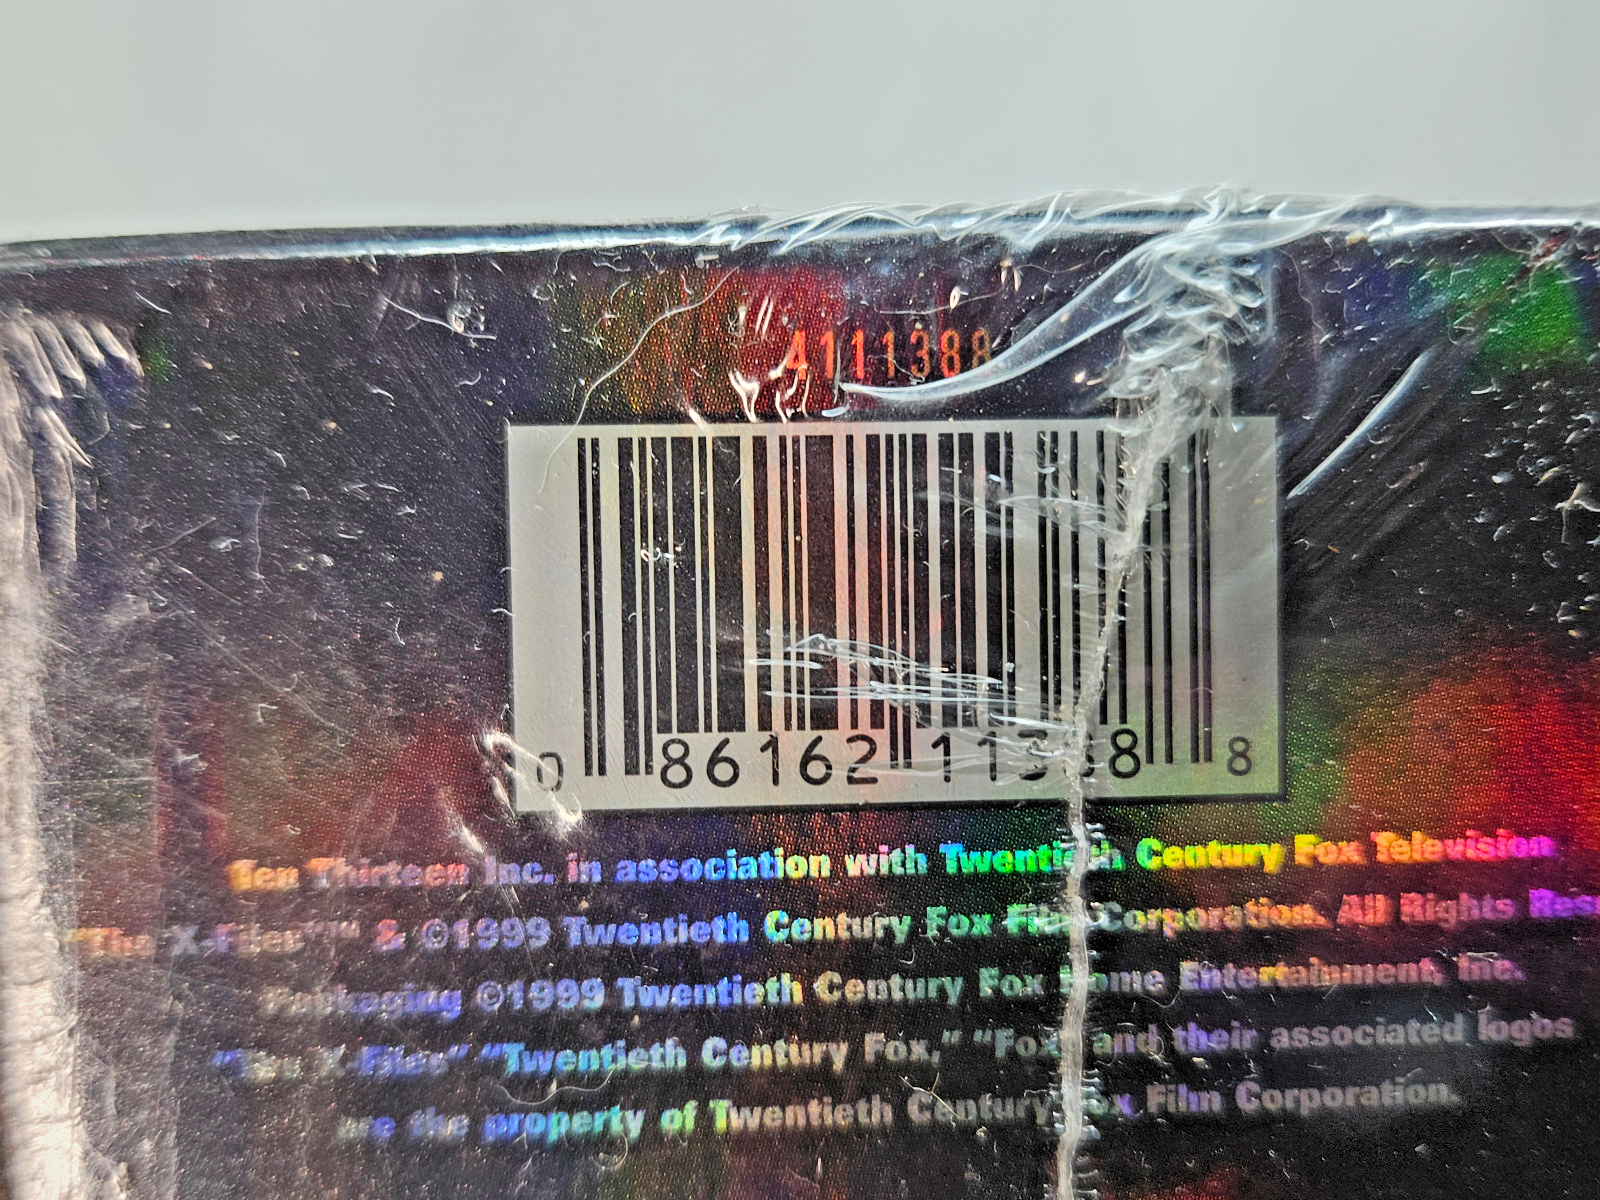 4111388
0 86162 11388 8
Ten Thirteen Inc. in association with Twentieth Century Fox Television
"The X-Files"™ & ©1999 Twentieth Century Fox Film Corporation. All Rights
Packaging ©1999 Twentieth Century Fox Home Entertainment, Inc.
"The X-Files" "Twentieth Century Fox," "Fox" and their associated logos
are the property of Twentieth Century Fox Film Corporation.